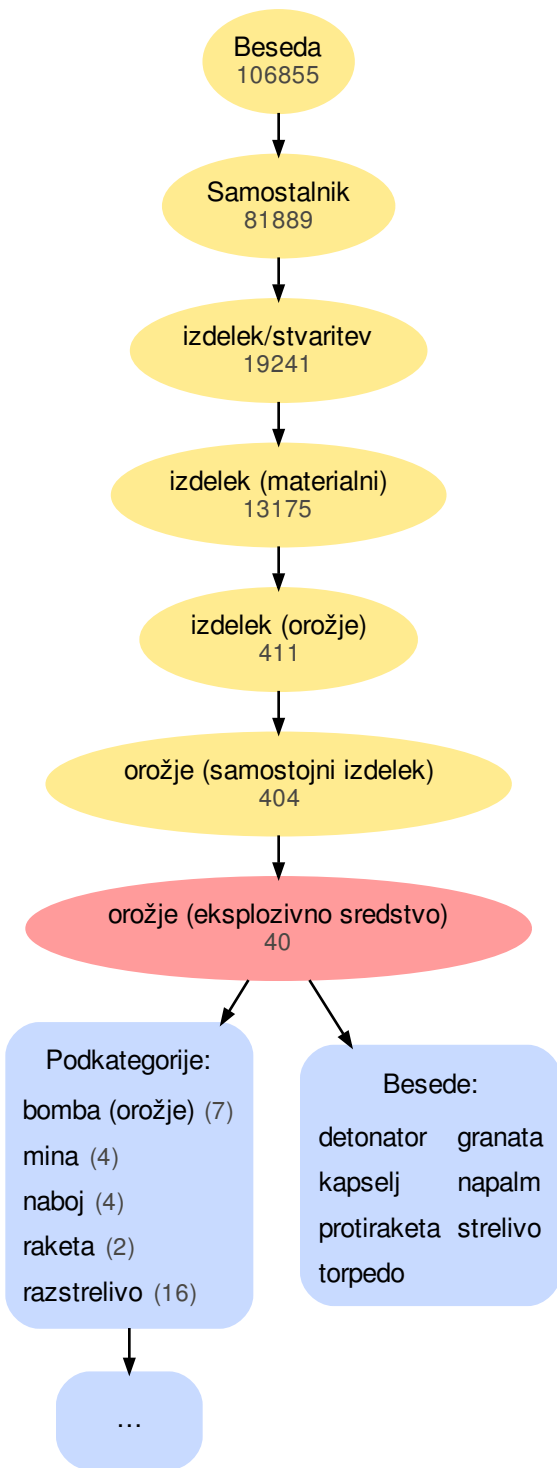 Beseda
106855
Samostalnik
81889
izdelek/stvaritev
19241
izdelek (materialni)
13175
izdelek (orožje)
411
orožje (samostojni izdelek)
404
orožje (eksplozivno sredstvo)
40
Podkategorije:
bomba (orožje) (7)
mina (4)
naboj (4)
raketa (2)
razstrelivo (16)
...
Besede:
detonator granata
kapselj napalm
protiraketa strelivo
torpedo